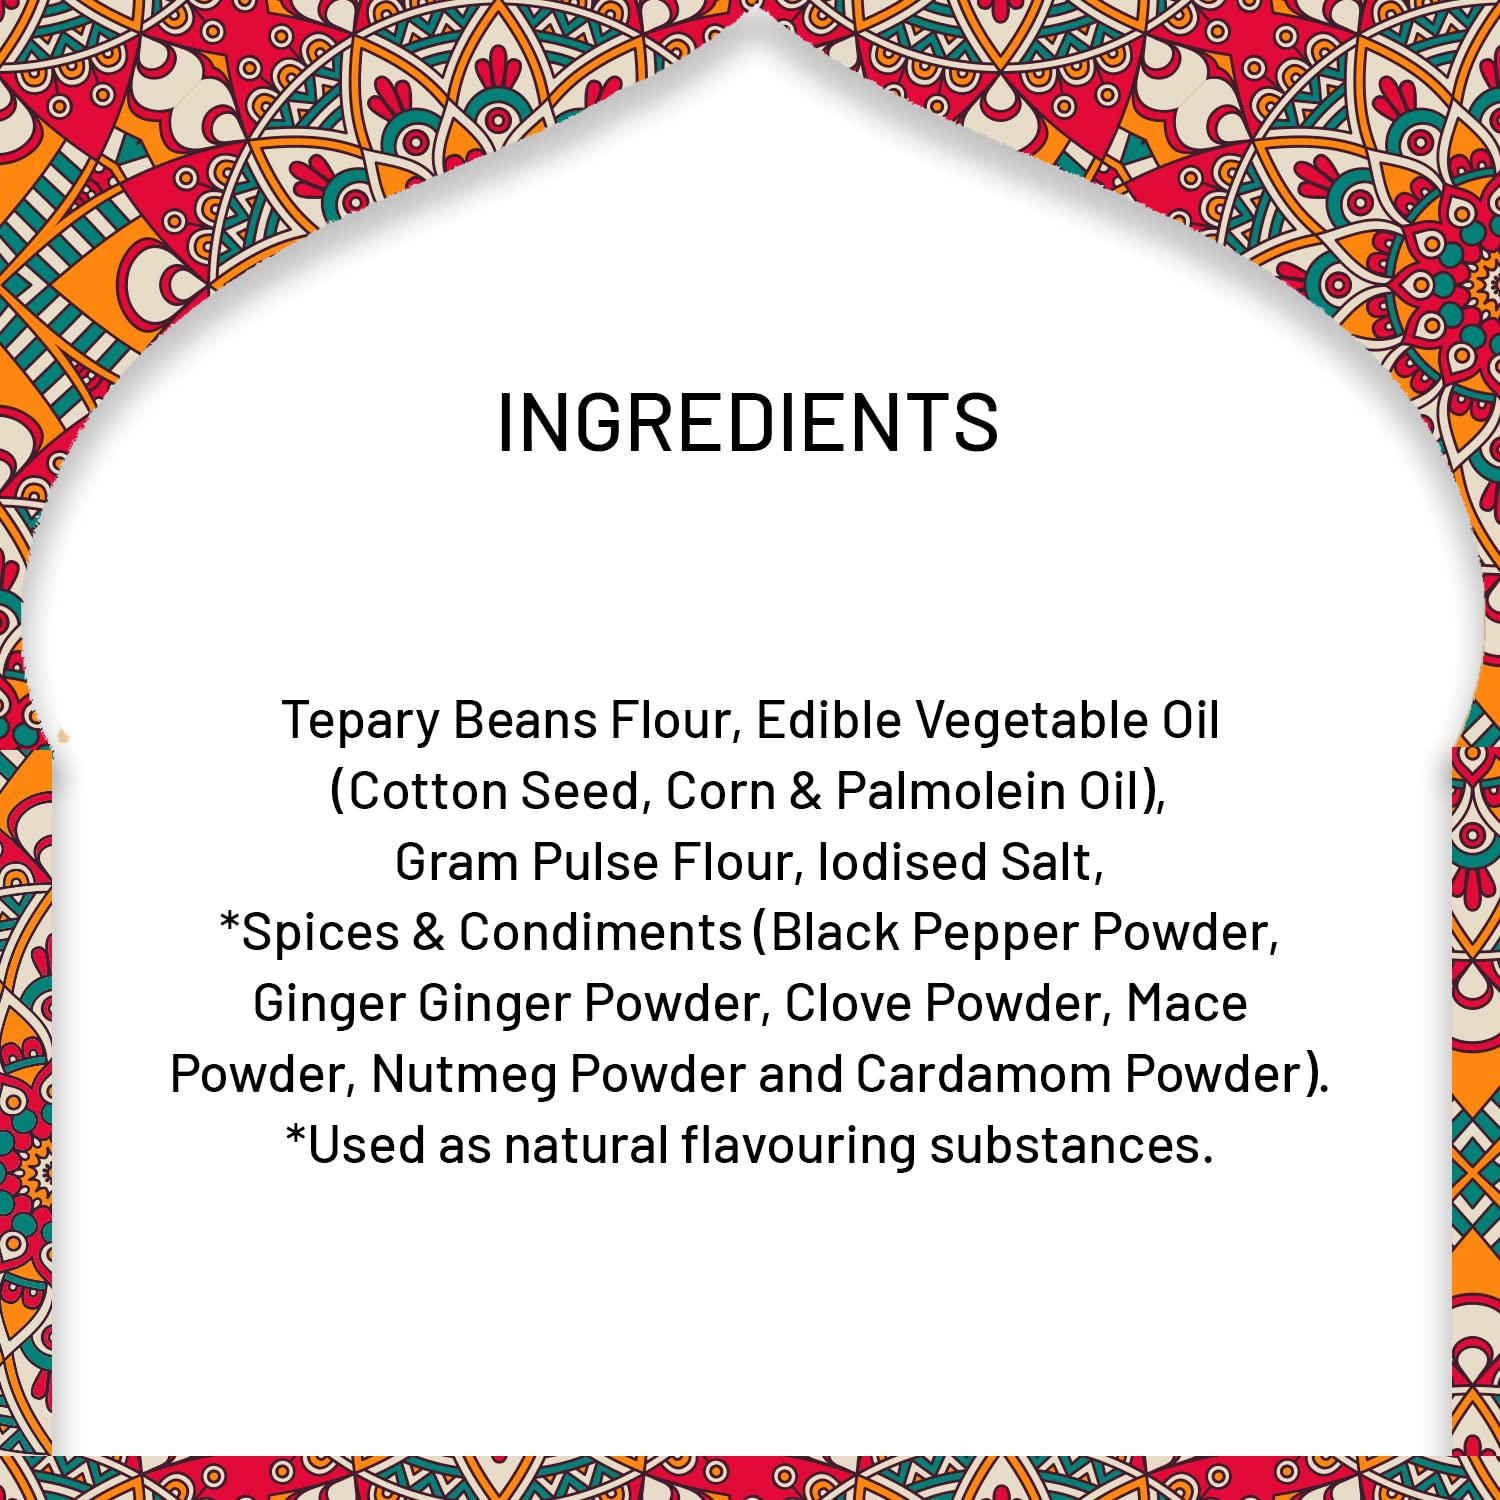 INGREDIENTS
Tepary Beans Flour, Edible Vegetable Oil
(Cotton Seed, Corn & Palmolein Oil),
Gram Pulse Flour, Iodised Salt,
*Spices & Condiments (Black Pepper Powder,
Ginger Ginger Powder, Clove Powder, Mace
Powder, Nutmeg Powder and Cardamom Powder).
*Used as natural flavouring substances.